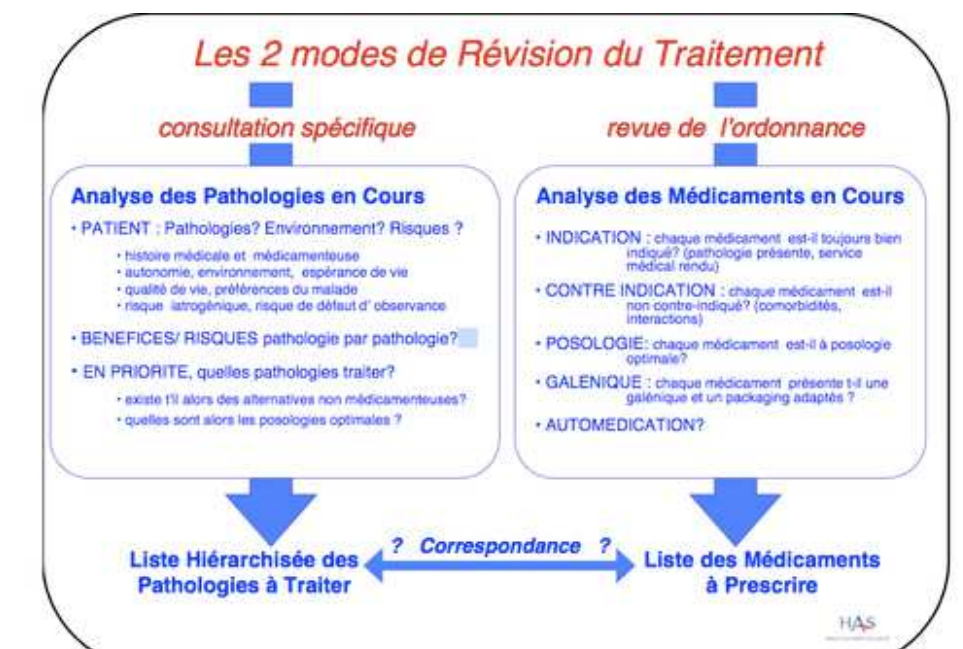 Les 2 modes de Révision du Traitement
consultation spécifique
Analyse des Pathologies en Cours
• PATIENT : Pathologies? Environnement? Risques ?
• histoire médicale et médicamenteuse
• autonomie, environnement, espérance de vie
• qualité de vie, préférences du malade
• risque iatrogénique, risque de défaut d' observance
• BENEFICES/ RISQUES pathologie par pathologie?
• EN PRIORITE, quelles pathologies traiter?
• existe t'il alors des alternatives non médicamenteuses?
• quelles sont alors les posologies optimales ?
Liste Hiérarchisée des
Pathologies à Traiter
revue de l'ordonnance
Analyse des Médicaments en Cours
• INDICATION : chaque médicament est-il toujours bien
indiqué? (pathologie présente, service
médical rendu)
• CONTRE INDICATION : chaque médicament est-il
non contre-indiqué? (comorbidités,
interactions)
• POSOLOGIE: chaque médicament est-il à posologie
optimale?
• GALENIQUE : chaque médicament présente t-il une
galénique et un packaging adaptés ?
• AUTOMEDICATION?
? Correspondance ?
Liste des Médicaments
à Prescrire
HAS